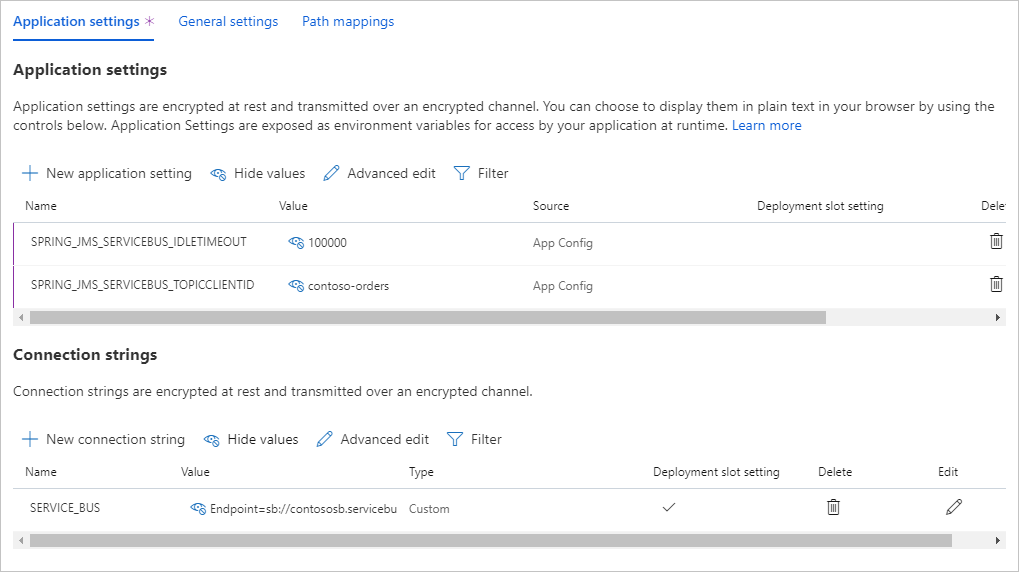 Application settings * General settings Path mappings
Application settings
Application settings are encrypted at rest and transmitted over an encrypted channel. You can choose to display them in plain text in your browser by using the
controls below. Application Settings are exposed as environment variables for access by your application at runtime. Learn more
New application setting Hide values Advanced edit Filter
Name Value Source Deployment slot setting Delet
SPRING_JMS_SERVICEBUS_IDLETIMEOUT 100000 App Config
SPRING_JMS_SERVICEBUS_TOPICCLIENTID contoso-orders App Config
Connection strings
Connection strings are encrypted at rest and transmitted over an encrypted channel.
New connection string Hide values Advanced edit Filter
Name Value Type Deployment slot setting Delete Edit
SERVICE_BUS Endpoint=sb://contososb.servicebu Custom